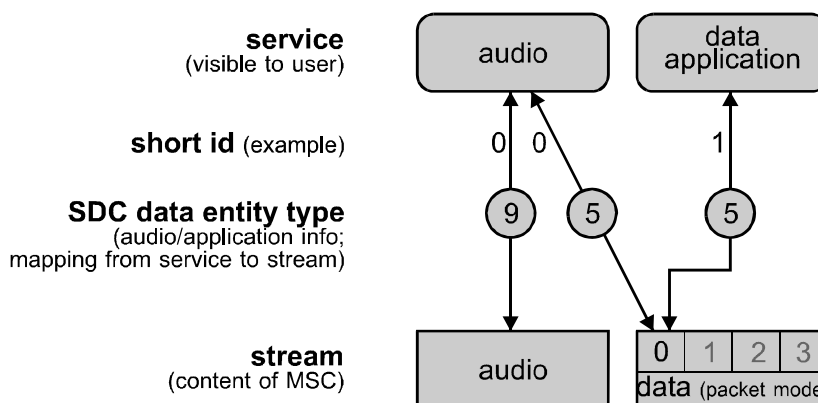 service
(visible to user)
audio
data
application
short id (example)
0 0 1
SDC data entity type
(audio/application info;
mapping from service to stream)
9 5 5
stream
(content of MSC)
audio
0 1 2 3
data (packet mode